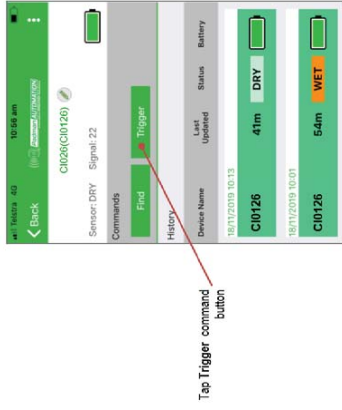 Telstra 4G 10:56 am
Back PadmanAUTOMATION
CI026(CI0126)
Sensor: DRY Signal: 22
Commands
Find Trigger
History
Device Name Last Updated Status Battery
18/11/2019 10:13
CI0126 41m DRY
18/11/2019 10:01
CI0126 54m WET
Tap Trigger command
button